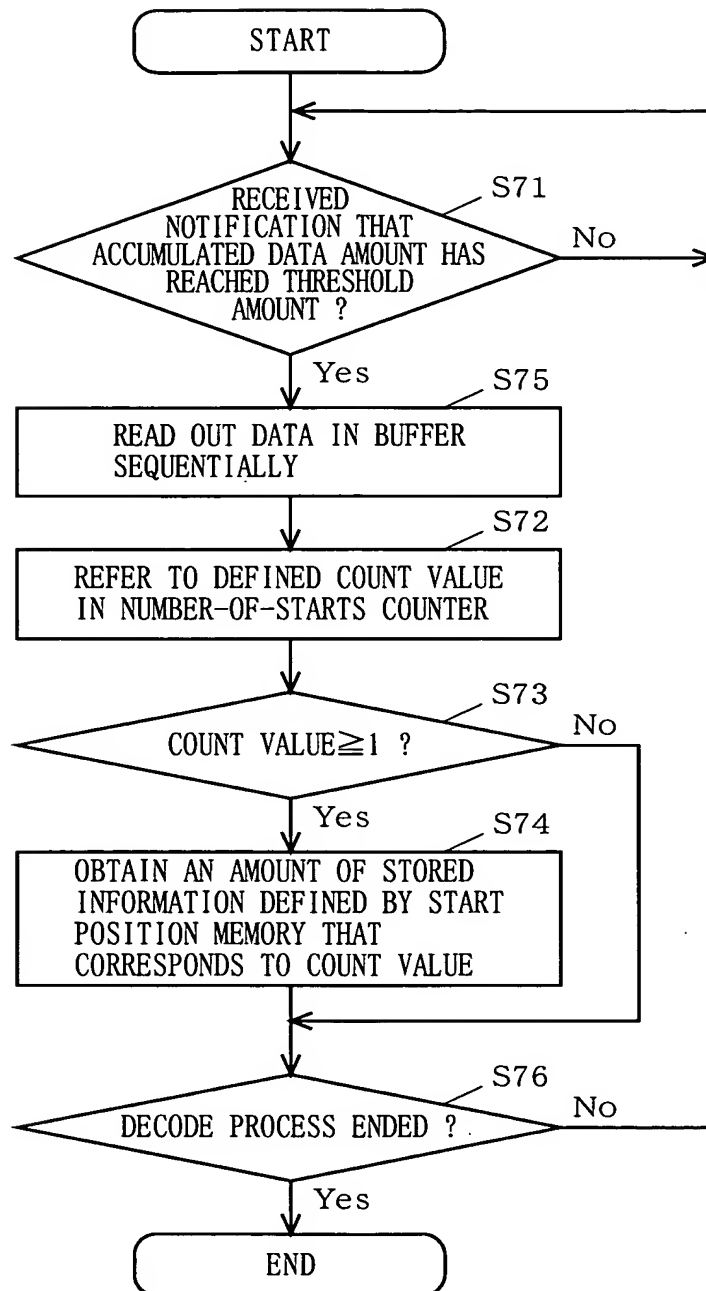 START
S71
RECEIVED
NOTIFICATION THAT
ACCUMULATED DATA AMOUNT HAS
REACHED THRESHOLD
AMOUNT ?
No
Yes
S75
READ OUT DATA IN BUFFER
SEQUENTIALLY
S72
REFER TO DEFINED COUNT VALUE
IN NUMBER-OF-STARTS COUNTER
S73
COUNT VALUE≧1 ?
No
Yes
S74
OBTAIN AN AMOUNT OF STORED
INFORMATION DEFINED BY START
POSITION MEMORY THAT
CORRESPONDS TO COUNT VALUE
S76
DECODE PROCESS ENDED ?
No
Yes
END